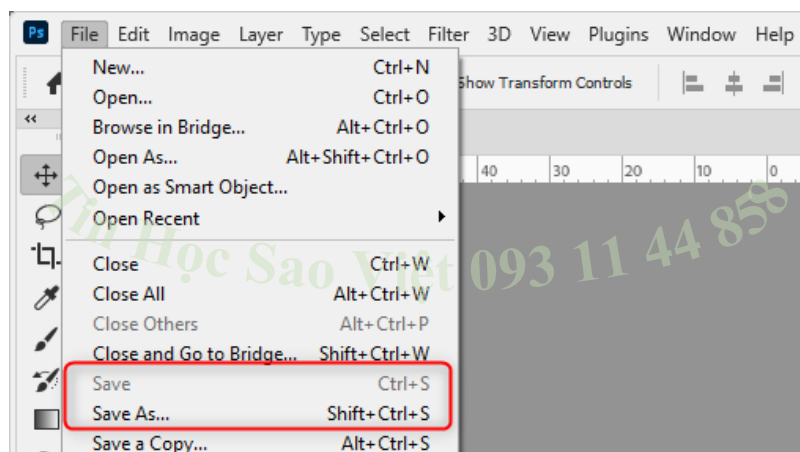 Ps File Edit Image Layer Type Select Filter 3D View Plugins Window Help
New... Ctrl+N
Show Transform Controls
Open... Ctrl+O
Browse in Bridge... Alt+Ctrl+O
Open As... Alt+Shift+Ctrl+O
40 30 20 10 0
Open as Smart Object...
Open Recent
Tin Học Sao Việt 093 11 44 858
Close Ctrl+W
Close All Alt+Ctrl+W
Close Others Alt+Ctrl+P
Close and Go to Bridge... Shift+Ctrl+W
Save Ctrl+S
Save As... Shift+Ctrl+S
Save a Copy... Alt+Ctrl+S